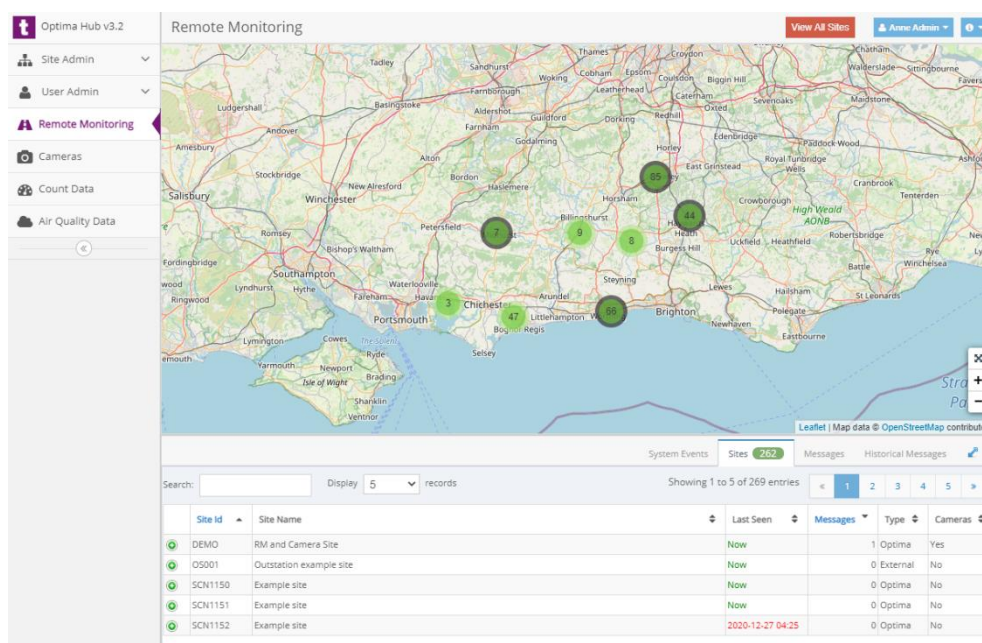 t Optima Hub v3.2
Remote Monitoring
View All Sites
Anne Admin
Site Admin
User Admin
Remote Monitoring
Cameras
Count Data
Air Quality Data
Thames
Croydon
Chatham
Tadley
Sandhurst
Cobham
Epsom
Coulsdon
Biggin Hill
Walderslade
Sittingbourne
Woking
Leatherhead
Farnborough
Caterham
Favers
Ludgershall
Basingstoke
Aldershot
Guildford
Dorking
Redhill
Oxted
Sevenoaks
Maidstone
Andover
Farnham
Godalming
Edenbridge
Paddock Wood
Amesbury
Alton
Horley
Royal Tunbridge
Wells
Ashfo
Stockbridge
Bordon
Haslemere
65
East Grinstead
Cranbrook
New Alresford
Horsham
Crowborough
Tenterden
Salisbury
Winchester
Petersfield
Billingshurst
44
High Weald
AONB
Romsey
7
9
8
Heath
Burgess Hill
Uckfield
Heathfield
Robertsbridge
Bishop's Waltham
Rye
Fordingbridge
Battle
Winchelsea
Southampton
Steyning
Lyndhurst
Hythe
Waterlooville
Lewes
Hailsham
Ringwood
Fareham
3
Chichester
Arundel
St Leonards
Portsmouth
47
Littlehampton
66
Brighton
Polegate
Bognor Regis
Newhaven
Lymington
Cowes
The Solent
Eastbourne
Selsey
Ryde
Yarmouth
Newport
Isle of Wight
Brading
Shanklin
Ventnor
Stra
Pa
+
−
Leaflet | Map data © OpenStreetMap contribut
System Events Sites 262 Messages Historical Messages
Search: Display 5 records Showing 1 to 5 of 269 entries « 1 2 3 4 5 »
Site Id Site Name Last Seen Messages Type Cameras
DEMO RM and Camera Site Now 1 Optima Yes
OS001 Outstation example site Now 0 External No
SCN1150 Example site Now 0 Optima No
SCN1151 Example site Now 0 Optima No
SCN1152 Example site 2020-12-27 04:25 0 Optima No